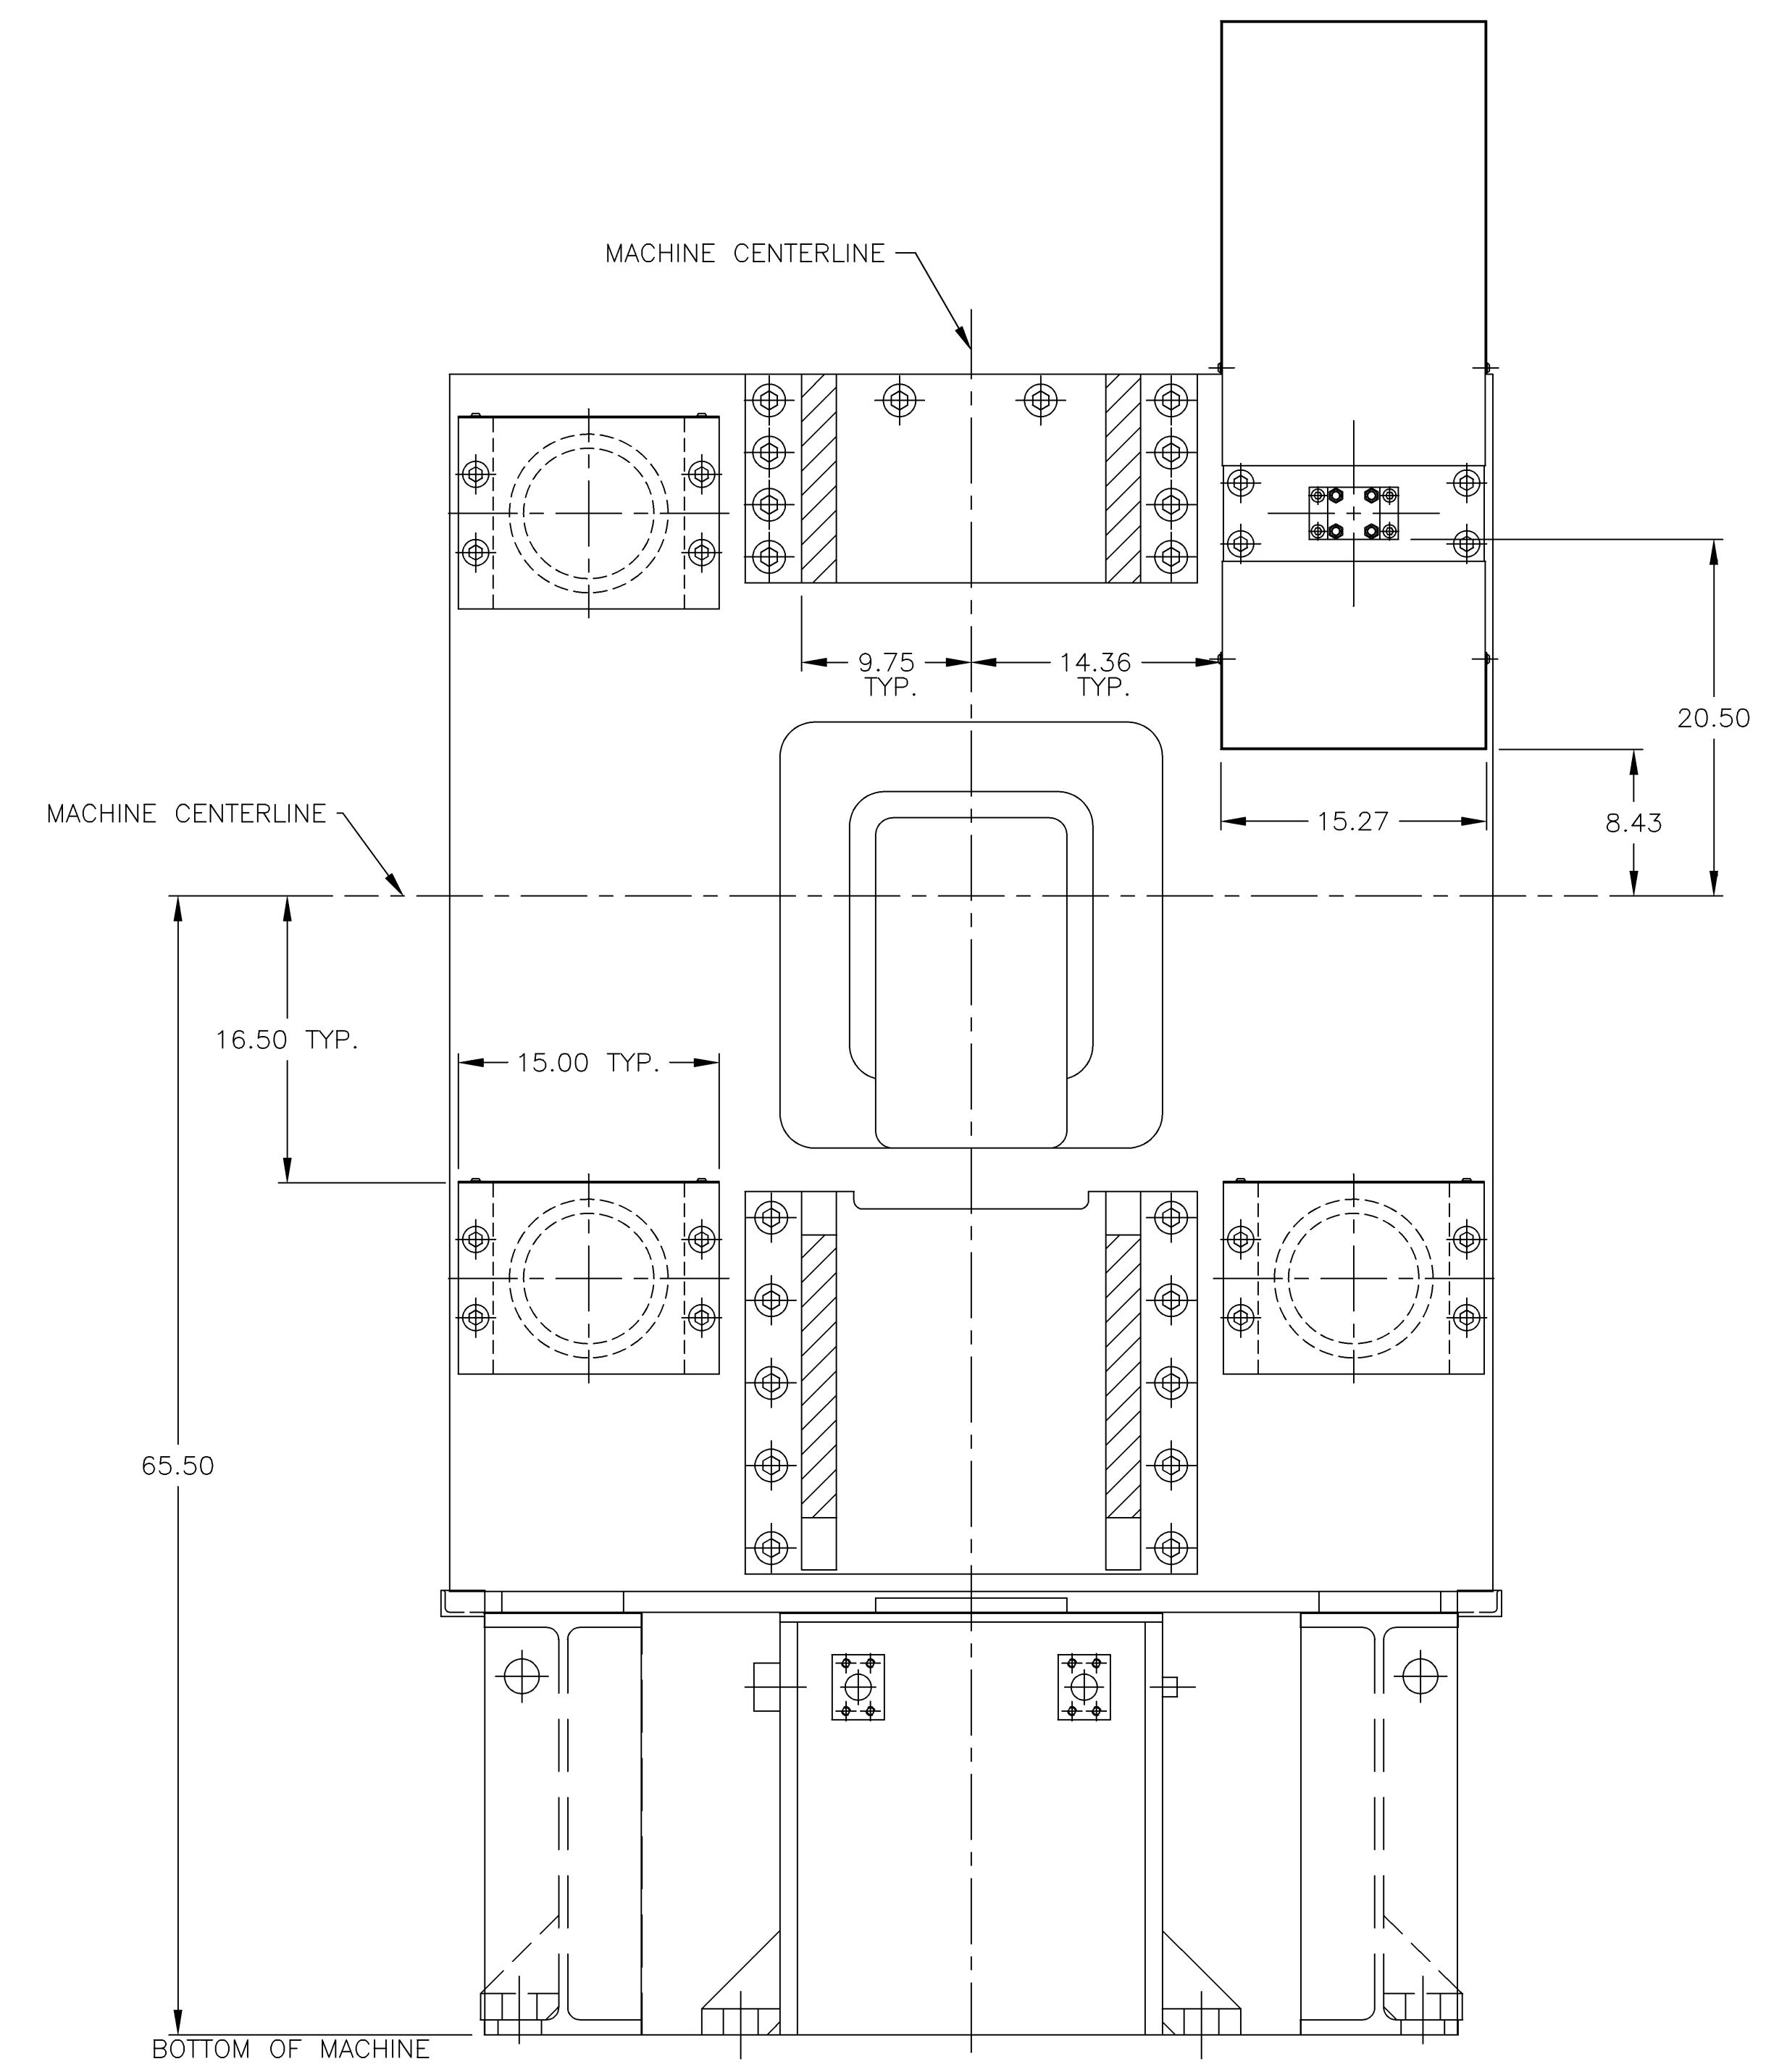 MACHINE CENTERLINE
9.75
TYP.
14.36
TYP.
20.50
MACHINE CENTERLINE
15.27
8.43
16.50 TYP.
15.00 TYP.
65.50
BOTTOM OF MACHINE